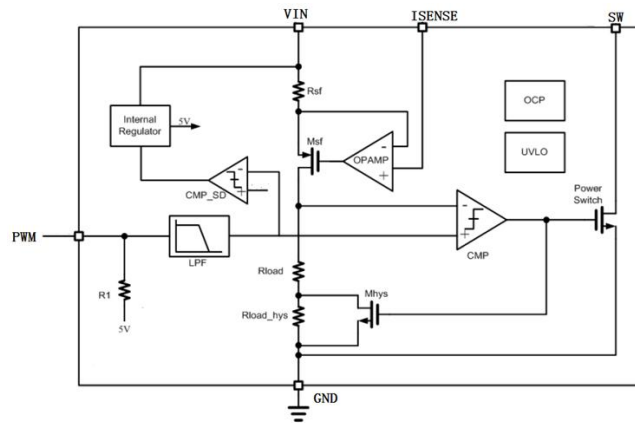 VIN
ISENSE
SW
Rsf
Internal
Regulator
5V
OCP
Msf
-
OPAMP
+
UVLO
-
+
CMP_SD
Power
Switch
-
+
CMP
PWM
LPF
R1
5V
Rload
Mhys
Rload_hys
GND